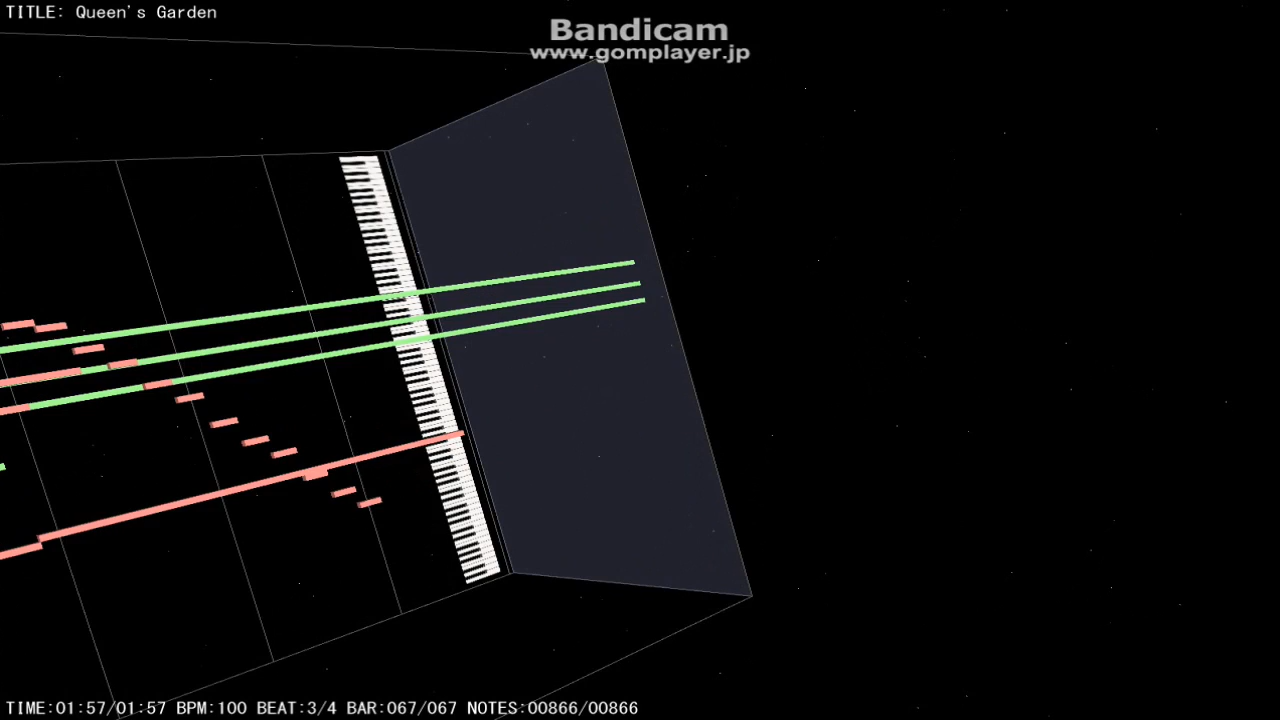 TITLE: Queen's Garden
Bandicam
www.gomplayer.jp
TIME:01:57/01:57 BPM:100 BEAT:3/4 BAR:067/067 NOTES:00866/00866